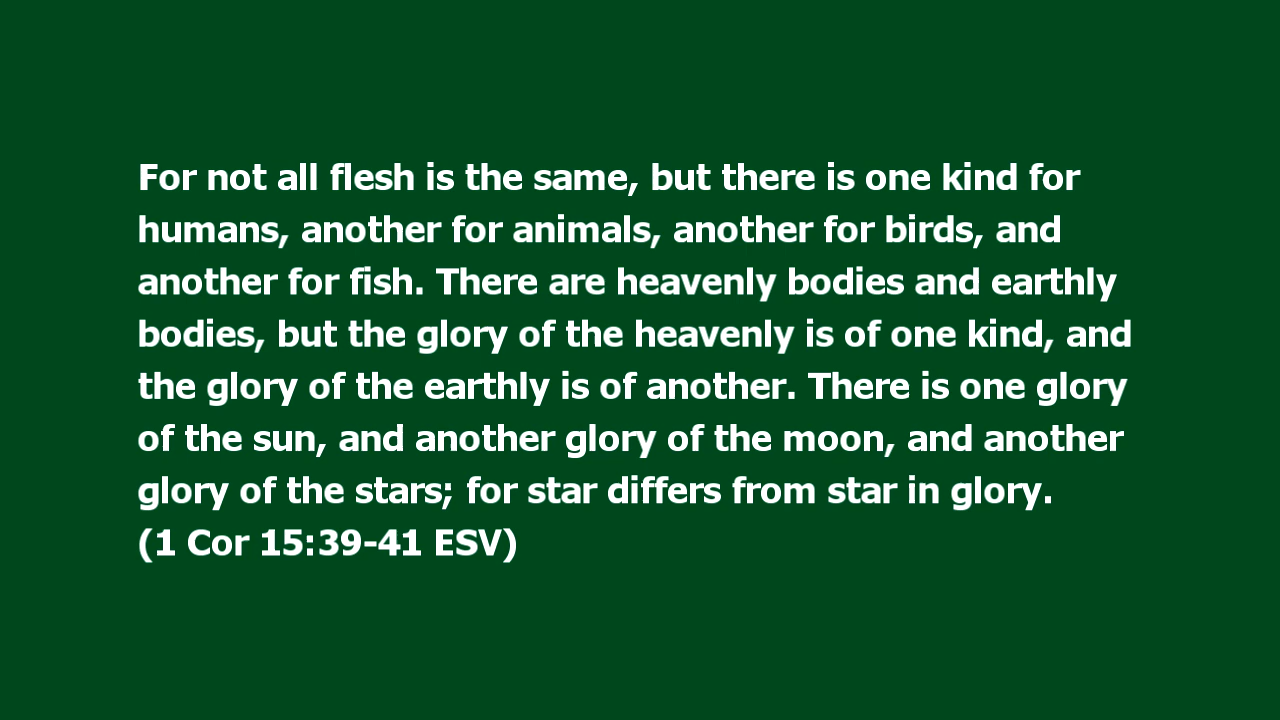 For not all flesh is the same, but there is one kind for
humans, another for animals, another for birds, and
another for fish. There are heavenly bodies and earthly
bodies, but the glory of the heavenly is of one kind, and
the glory of the earthly is of another. There is one glory
of the sun, and another glory of the moon, and another
glory of the stars; for star differs from star in glory.
(1 Cor 15:39-41 ESV)